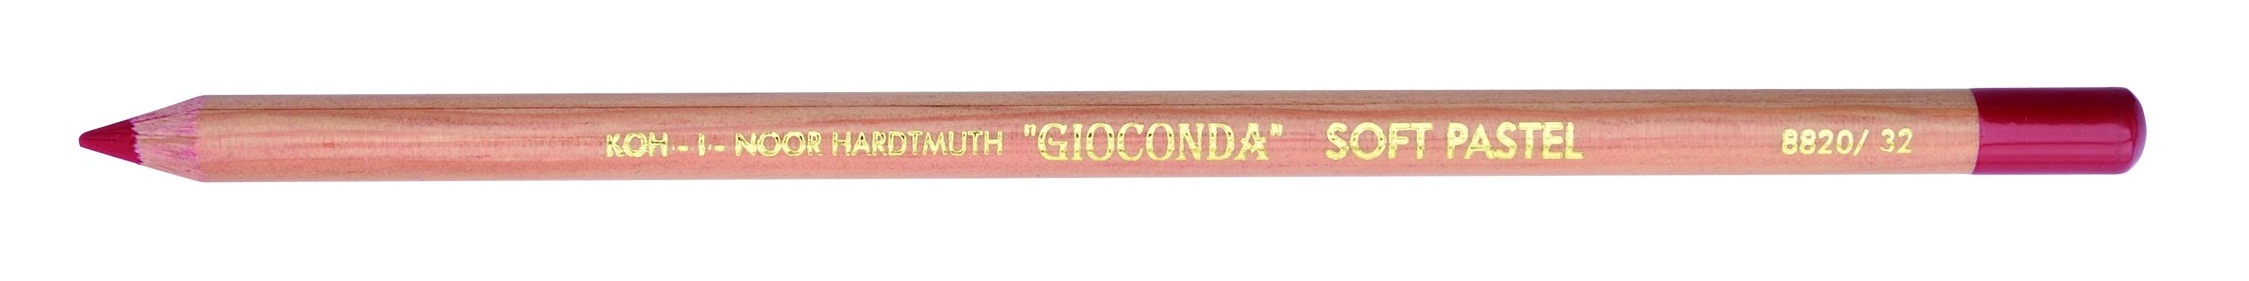 KOH-I-NOOR HARDTMUTH "GIOCONDA" SOFT PASTEL 8820/ 32